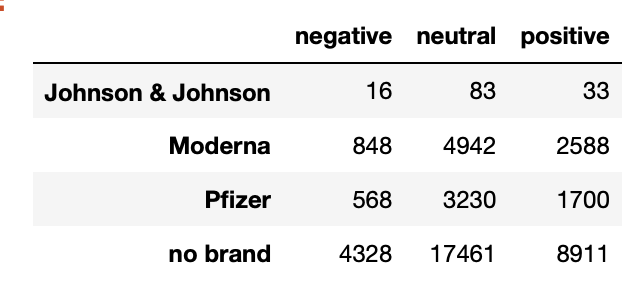 negative neutral positive
Johnson & Johnson 16 83 33
Moderna 848 4942 2588
Pfizer 568 3230 1700
no brand 4328 17461 8911